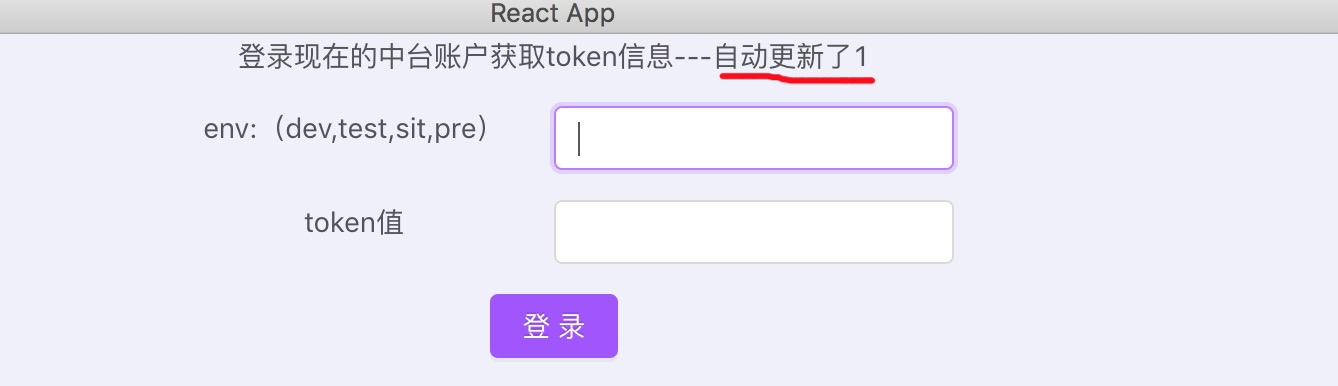 React App
登录现在的中台账户获取token信息---自动更新了1
env:（dev,test,sit,pre）
token值
登 录